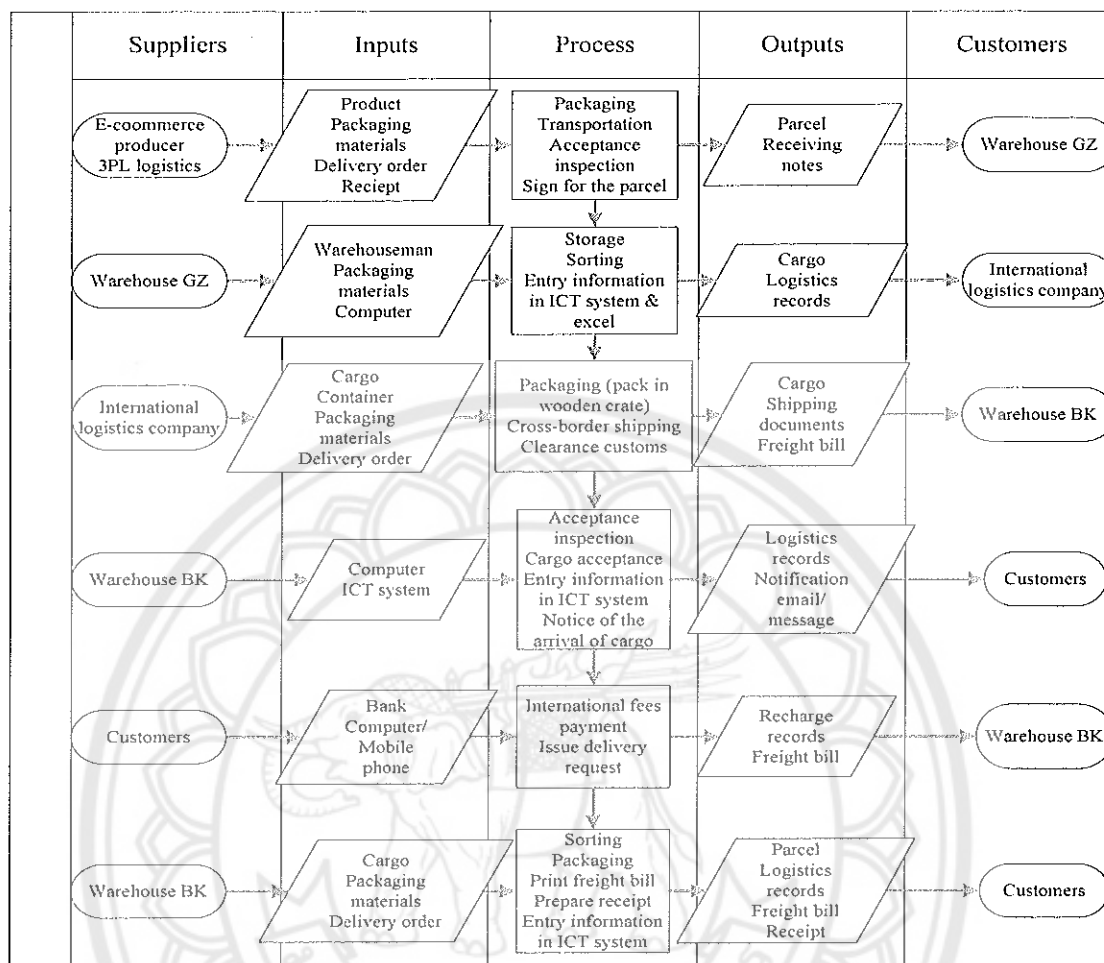 Suppliers
Inputs
Process
Outputs
Customers
E-coommerce
producer
3PL logistics
Product
Packaging
materials
Delivery order
Reciept
Packaging
Transportation
Acceptance
inspection
Sign for the parcel
Parcel
Receiving
notes
Warehouse GZ
Warehouse GZ
Warehouseman
Packaging
materials
Computer
Storage
Sorting
Entry information
in ICT system &
excel
Cargo
Logistics
records
International
logistics company
International
logistics company
Cargo
Container
Packaging
materials
Delivery order
Packaging (pack in
wooden crate)
Cross-border shipping
Clearance customs
Cargo
Shipping
documents
Freight bill
Warehouse BK
Warehouse BK
Computer
ICT system
Acceptance
inspection
Cargo acceptance
Entry information
in ICT system
Notice of the
arrival of cargo
Logistics
records
Notification
email/
message
Customers
Customers
Bank
Computer/
Mobile
phone
International fees
payment
Issue delivery
request
Recharge
records
Freight bill
Warehouse BK
Warehouse BK
Cargo
Packaging
materials
Delivery order
Sorting
Packaging
Print freight bill
Prepare receipt
Entry information
in ICT system
Parcel
Logistics
records
Freight bill
Receipt
Customers